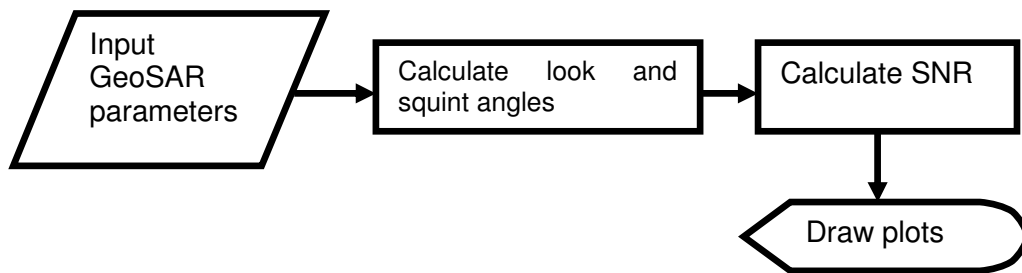 Input
GeoSAR
parameters
Calculate look and
squint angles
Calculate SNR
Draw plots